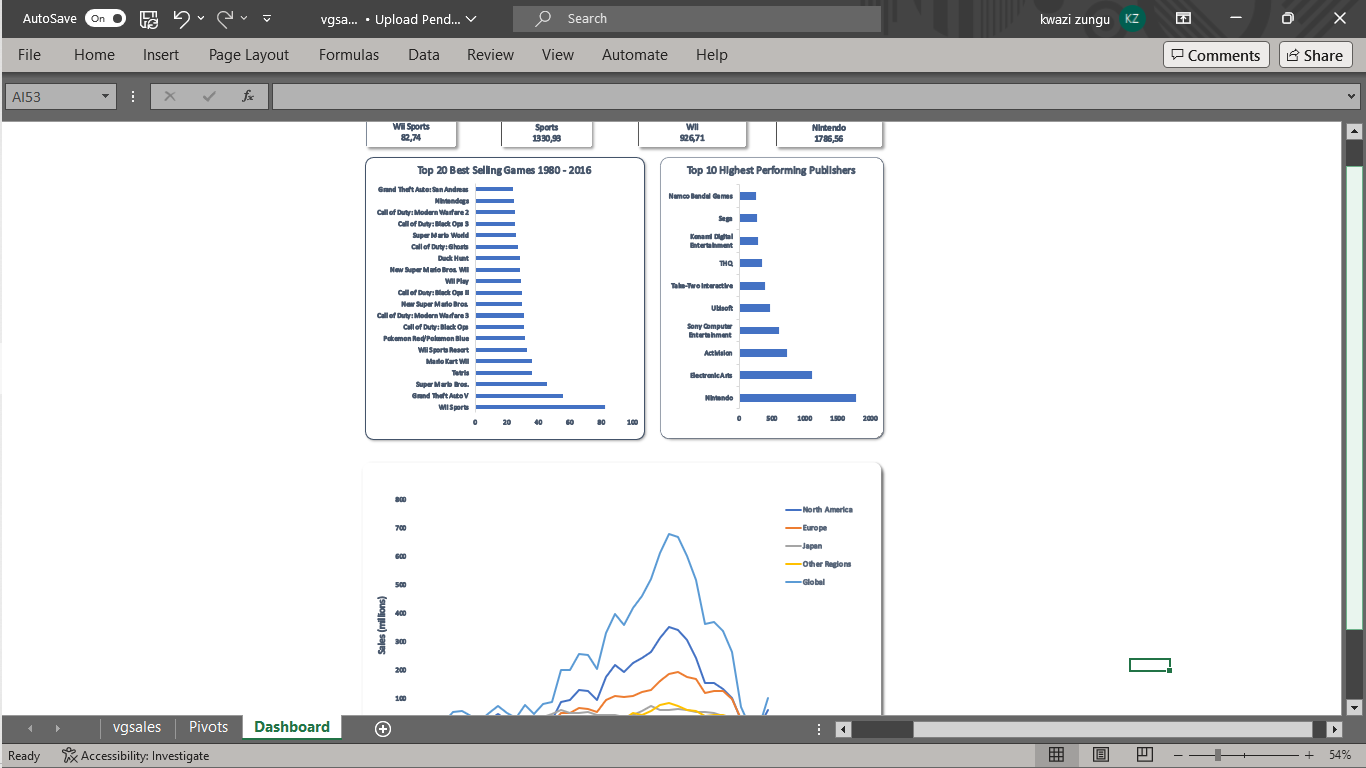 AutoSave On vgsa... • Upload Pend... Search kwazi zungu KZ
File Home Insert Page Layout Formulas Data Review View Automate Help Comments Share
AI53 fx
Wii Sports
82,74
Sports
1330,93
Wii
926,71
Nintendo
1786,56
Top 20 Best Selling Games 1980 - 2016
Grand Theft Auto: San Andreas
Nintendogs
Call of Duty: Modern Warfare 2
Call of Duty: Black Ops 3
Super Mario World
Call of Duty: Ghosts
Duck Hunt
New Super Mario Bros. Wii
Wii Play
Call of Duty: Black Ops II
New Super Mario Bros.
Call of Duty: Modern Warfare 3
Call of Duty: Black Ops
Pokemon Red/Pokemon Blue
Wii Sports Resort
Mario Kart Wii
Tetris
Super Mario Bros.
Grand Theft Auto V
Wii Sports
0 20 40 60 80 100
Top 10 Highest Performing Publishers
Namco Bandai Games
Sega
Konami Digital
Entertainment
THQ
Take-Two Interactive
Ubisoft
Sony Computer
Entertainment
Activision
Electronic Arts
Nintendo
0 500 1000 1500 2000
800
700
600
500
400
300
200
100
Sales (millions)
North America
Europe
Japan
Other Regions
Global
vgsales Pivots Dashboard
Ready Accessibility: Investigate 54%